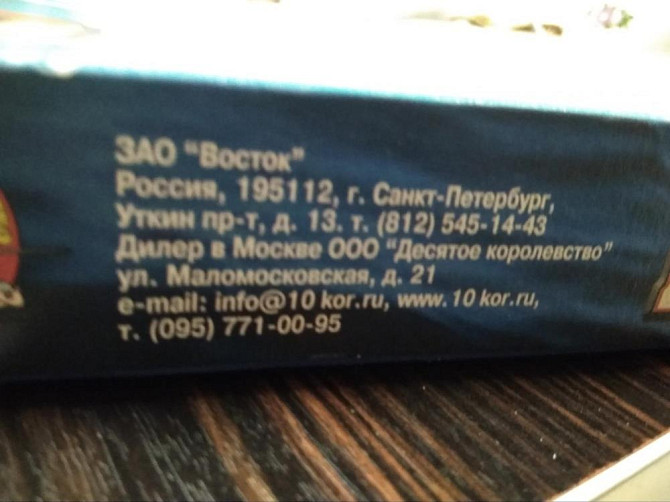 ЗАО "Восток"
Россия, 195112, г. Санкт-Петербург,
Уткин пр-т, д. 13. т. (812) 545-14-43
Дилер в Москве ООО "Десятое королевство"
ул. Маломосковская, д. 21
e-mail: info@10 kor.ru, www. 10 kor.ru,
т. (095) 771-00-95